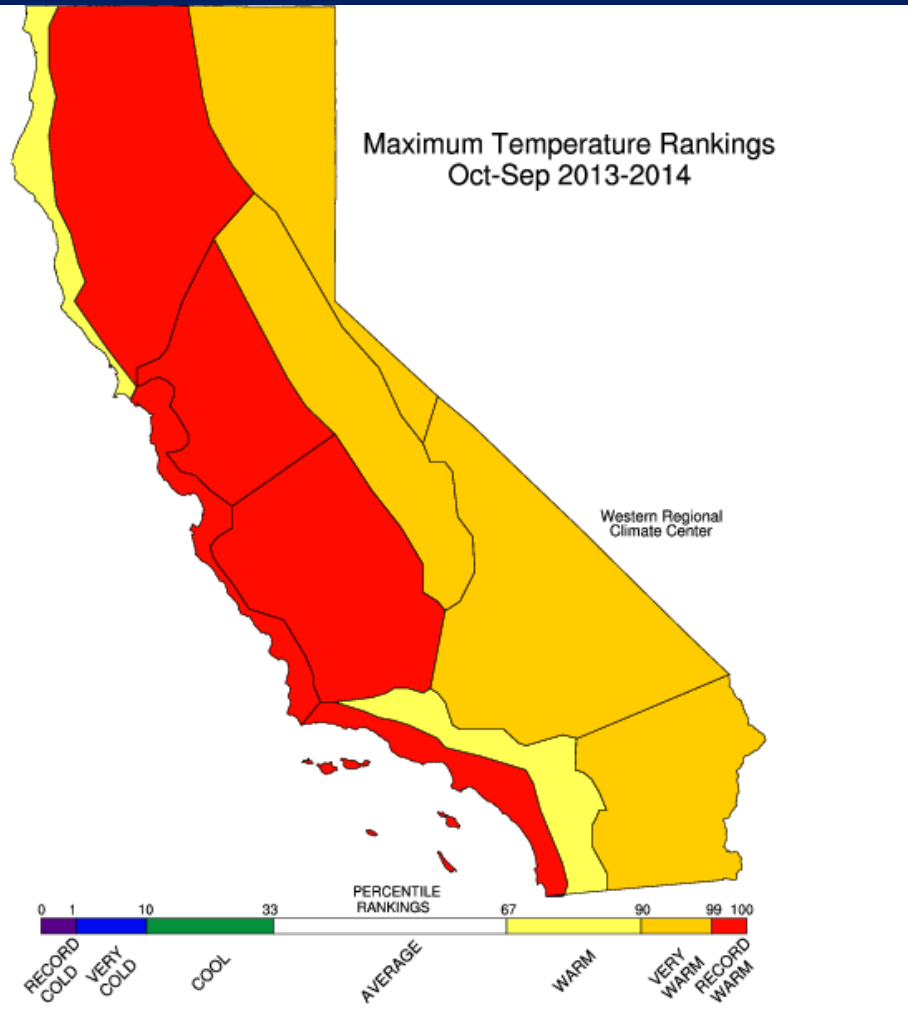 Maximum Temperature Rankings
Oct-Sep 2013-2014
Western Regional
Climate Center
PERCENTILE
RANKINGS
0 1 10 33 67 90 99 100
RECORD
COLD
VERY
COLD
COOL
AVERAGE
WARM
VERY
WARM
RECORD
WARM